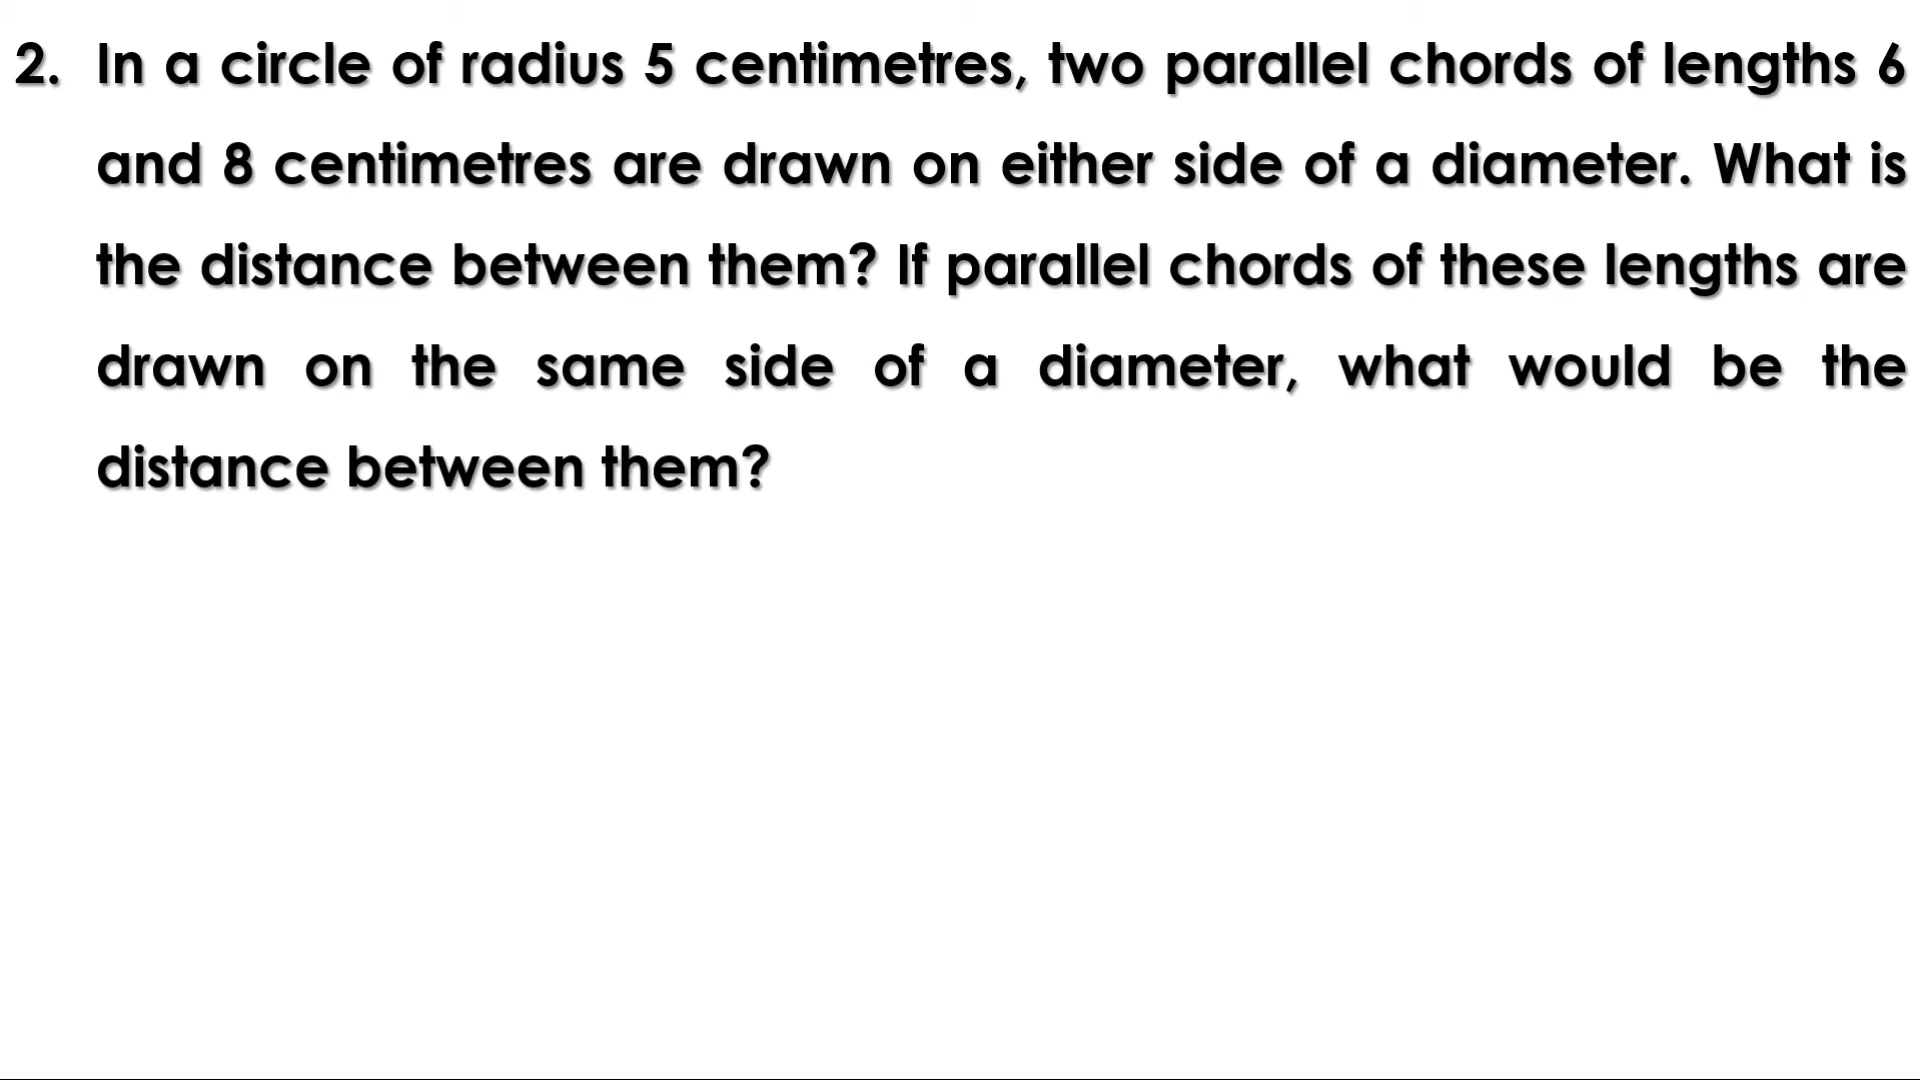 2. In a circle of radius 5 centimetres, two parallel chords of lengths 6
and 8 centimetres are drawn on either side of a diameter. What is
the distance between them? If parallel chords of these lengths are
drawn on the same side of a diameter, what would be the
distance between them?